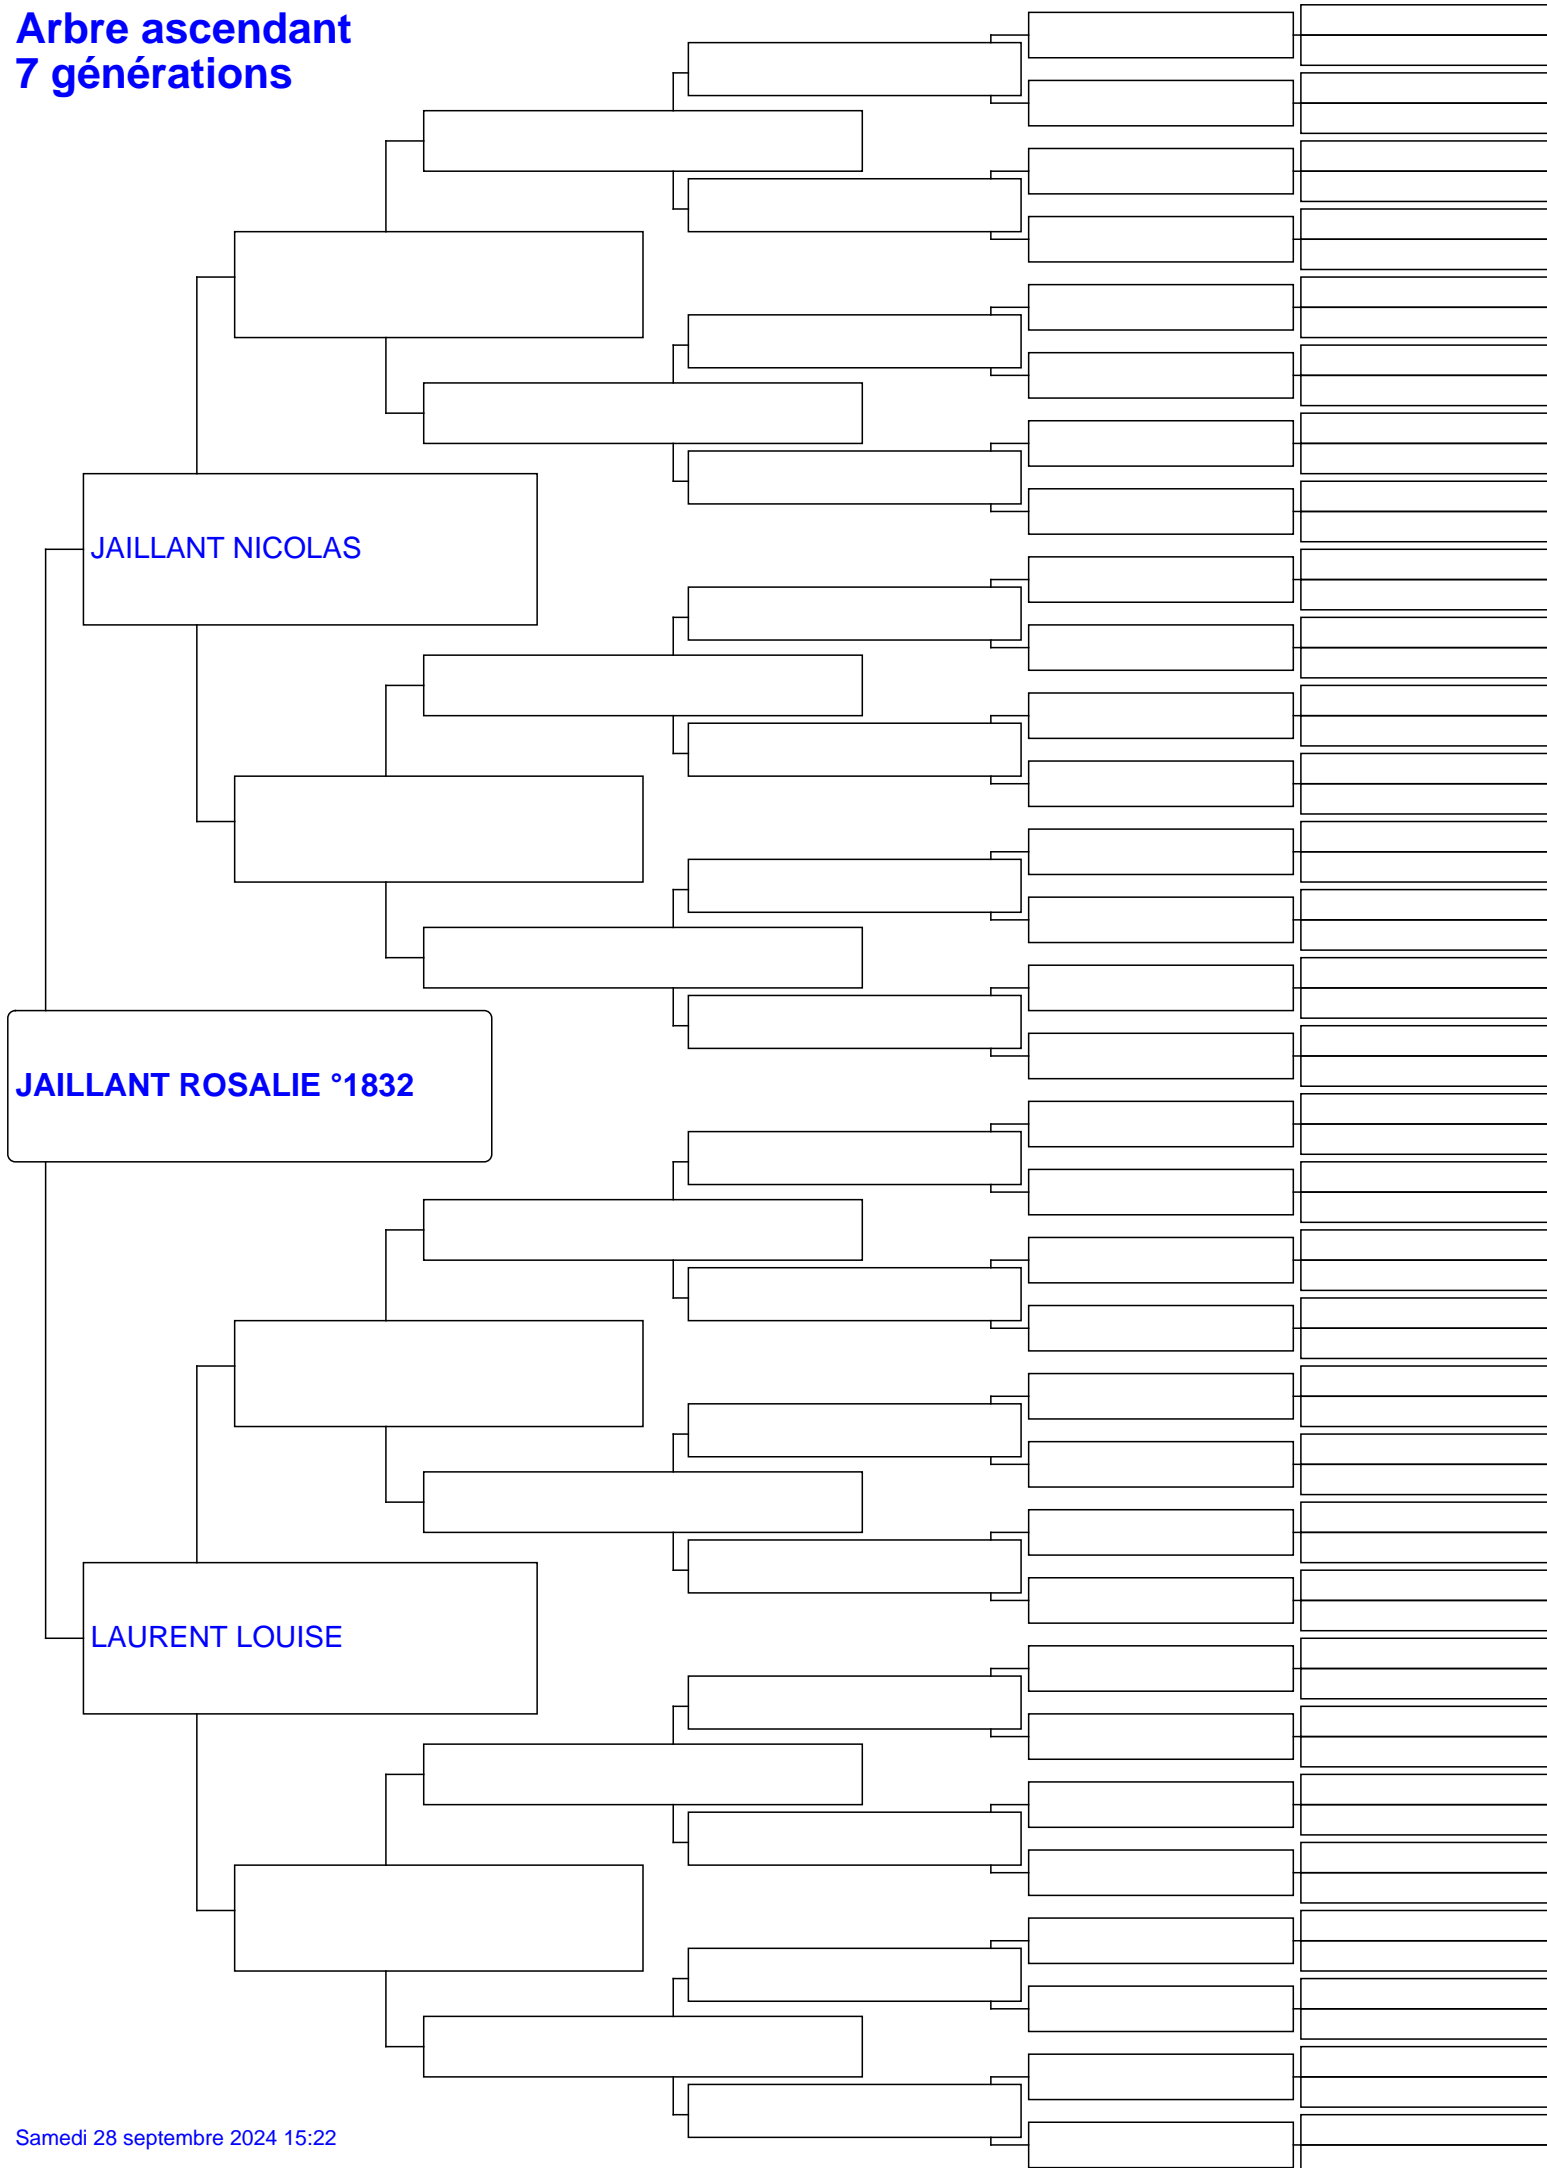 Arbre ascendant
7 générations
JAILLANT NICOLAS
JAILLANT ROSALIE °1832
LAURENT LOUISE
Samedi 28 septembre 2024 15:22